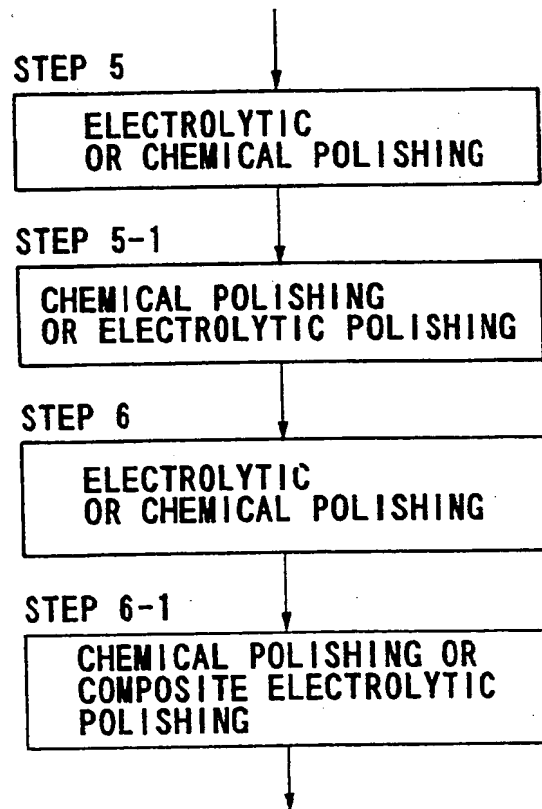 STEP 5
ELECTROLYTIC
OR CHEMICAL POLISHING
STEP 5-1
CHEMICAL POLISHING
OR ELECTROLYTIC POLISHING
STEP 6
ELECTROLYTIC
OR CHEMICAL POLISHING
STEP 6-1
CHEMICAL POLISHING OR
COMPOSITE ELECTROLYTIC
POLISHING